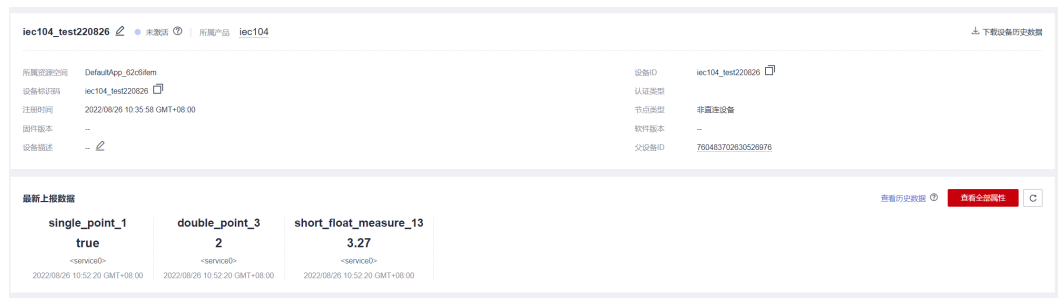 iec104_test220826 未激活 所属产品 iec104 下载设备历史数据
所属资源空间 DefaultApp_62c6ifem 设备ID iec104_test220826
设备标识码 iec104_test220826 认证类型
注册时间 2022/08/26 10:35:58 GMT+08:00 节点类型 非直连设备
固件版本 -- 软件版本 --
设备描述 -- 父设备ID 760483702630526976
最新上报数据 查看历史数据 查看全部属性
single_point_1 double_point_3 short_float_measure_13
true 2 3.27
<service0> <service0> <service0>
2022/08/26 10:52:20 GMT+08:00 2022/08/26 10:52:20 GMT+08:00 2022/08/26 10:52:20 GMT+08:00